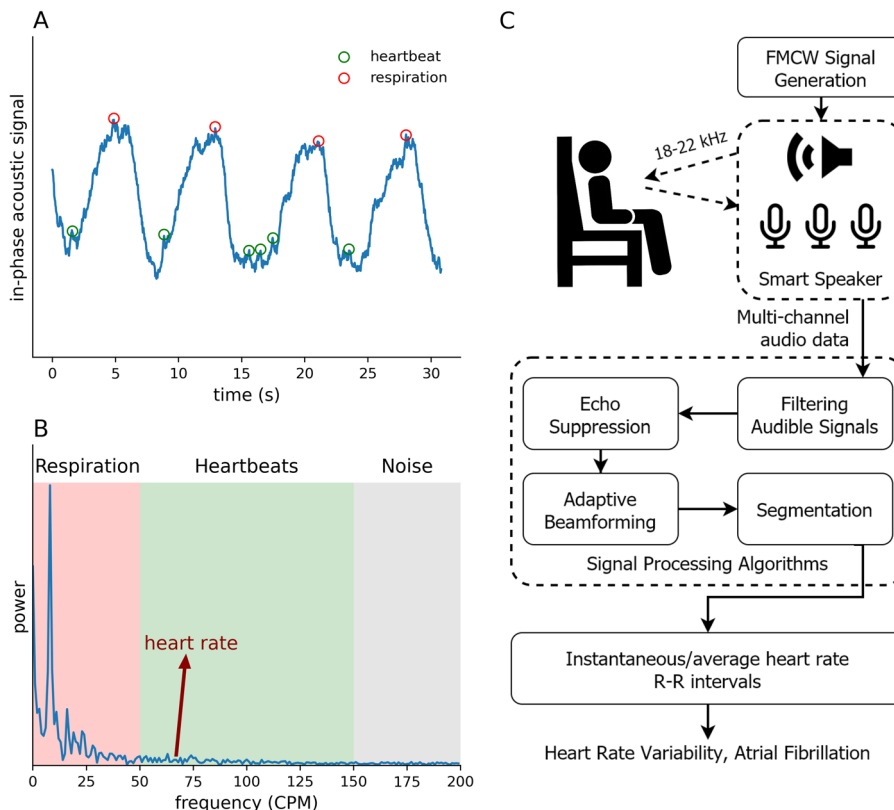 A
in-phase acoustic signal
heartbeat
respiration
0
5
10
15
20
25
30
time (s)
B
Respiration
Heartbeats
Noise
power
heart rate
0
25
50
75
100
125
150
175
200
frequency (CPM)
C
FMCW Signal
Generation
18-22 kHz
Smart Speaker
Multi-channel
audio data
Echo
Suppression
Filtering
Audible Signals
Adaptive
Beamforming
Segmentation
Signal Processing Algorithms
Instantaneous/average heart rate
R-R intervals
Heart Rate Variability, Atrial Fibrillation